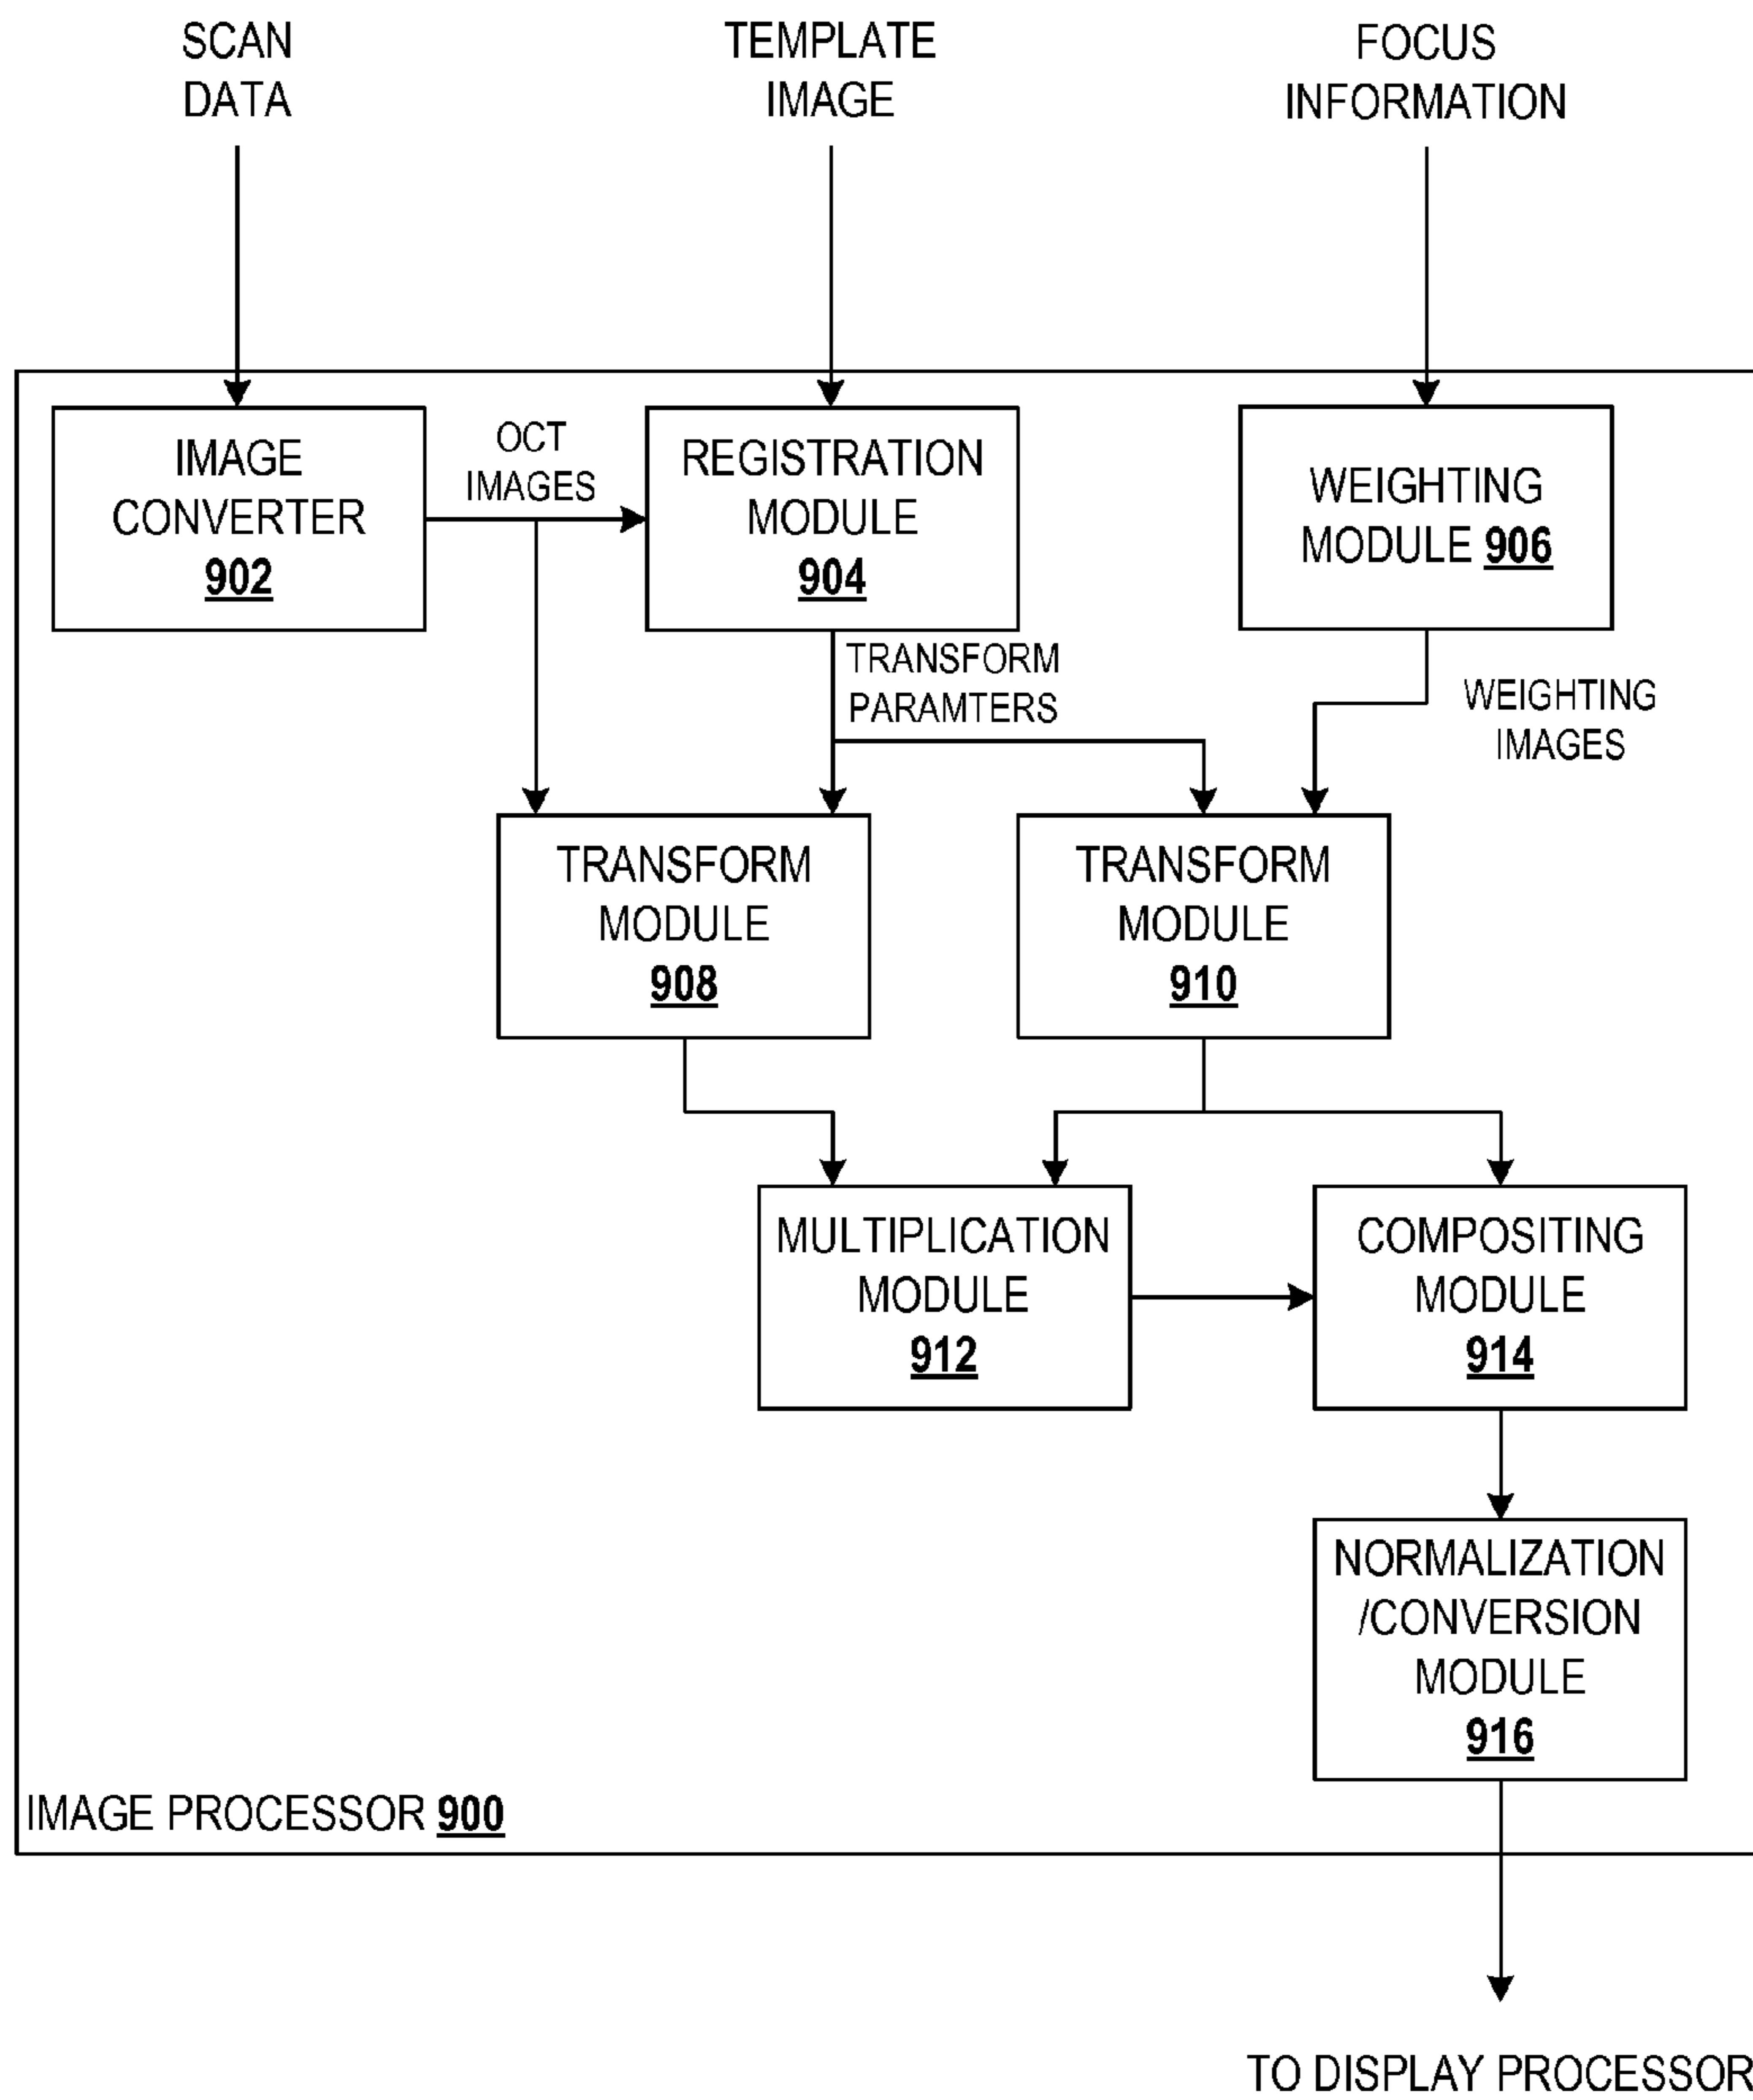 SCAN
DATA
TEMPLATE
IMAGE
FOCUS
INFORMATION
IMAGE
CONVERTER
902
OCT
IMAGES
REGISTRATION
MODULE
904
WEIGHTING
MODULE 906
TRANSFORM
PARAMTERS
WEIGHTING
IMAGES
TRANSFORM
MODULE
908
TRANSFORM
MODULE
910
MULTIPLICATION
MODULE
912
COMPOSITING
MODULE
914
NORMALIZATION
/CONVERSION
MODULE
916
IMAGE PROCESSOR 900
TO DISPLAY PROCESSOR